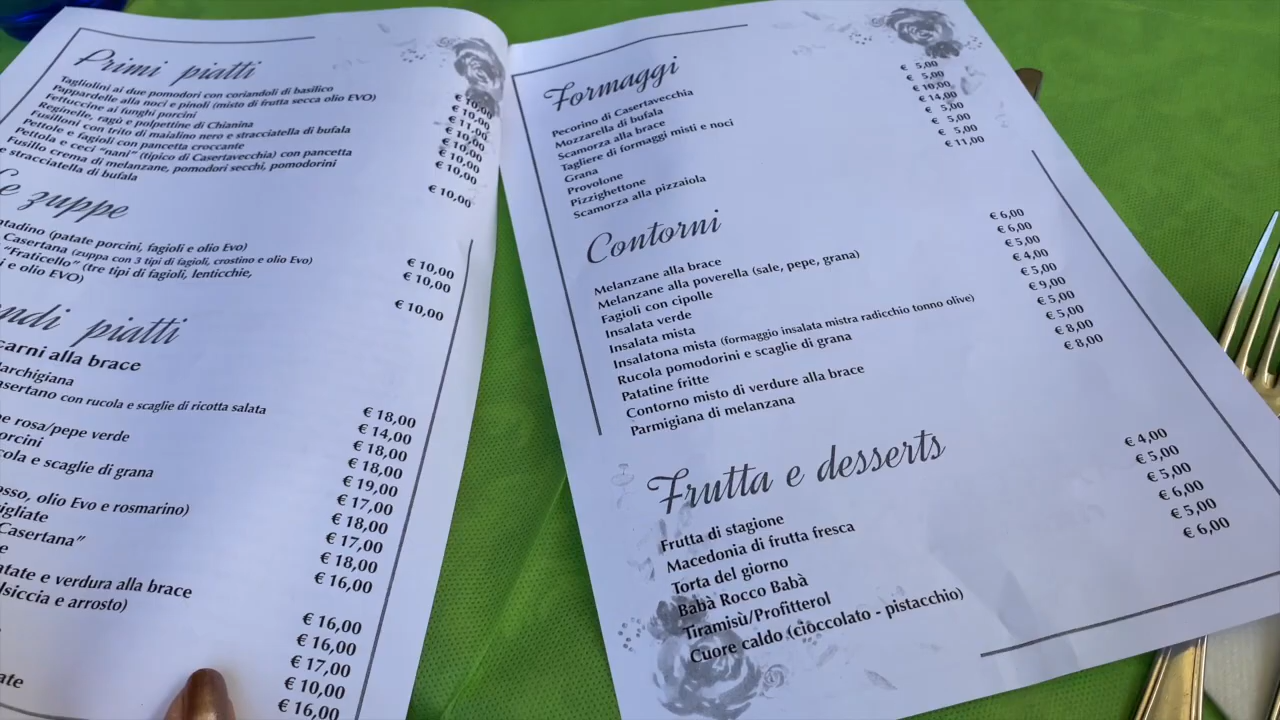 Primi piatti
Tagliolini ai due pomodori con coriandoli di basilico € 10,00
Pappardelle alla noci e pinoli (misto di frutta secca olio EVO) € 10,00
Fettuccine ai funghi porcini € 11,00
Reginelle, ragù e polpettine di Chianina € 10,00
Fusilloni con trito di maialino nero e stracciatella di bufala € 10,00
Pettole e fagioli con pancetta croccante € 10,00
Pettola e ceci "nani" (tipico di Casertavecchia) con pancetta € 10,00
Fusillo crema di melanzane, pomodori secchi, pomodorini
e stracciatella di bufala € 10,00
Le zuppe
ntadino (patate porcini, fagioli e olio Evo) € 10,00
Casertana (zuppa con 3 tipi di fagioli, crostino e olio Evo) € 10,00
"Fraticello" (tre tipi di fagioli, lenticchie,
i e olio EVO) € 10,00
ndi piatti
carni alla brace
archigiana
asertano con rucola e scaglie di ricotta salata
e rosa/pepe verde
orcini
cola e scaglie di grana
osso, olio Evo e rosmarino)
igliate
Casertana"
e
atate e verdura alla brace
lsiccia e arrosto)
ate
€ 18,00
€ 14,00
€ 18,00
€ 18,00
€ 19,00
€ 17,00
€ 18,00
€ 17,00
€ 18,00
€ 16,00
€ 16,00
€ 16,00
€ 17,00
€ 10,00
€ 16,00
Formaggi
Pecorino di Casertavecchia € 5,00
Mozzarella di bufala € 5,00
Scamorza alla brace € 10,00
Tagliere di formaggi misti e noci € 14,00
Grana € 5,00
Provolone € 5,00
Pizzighettone € 5,00
Scamorza alla pizzaiola € 11,00
Contorni
Melanzane alla brace € 6,00
Melanzane alla poverella (sale, pepe, grana) € 6,00
Fagioli con cipolle € 5,00
Insalata verde € 4,00
Insalata mista € 5,00
Insalatona mista (formaggio insalata mistra radicchio tonno olive) € 9,00
Rucola pomodorini e scaglie di grana € 5,00
Patatine fritte € 5,00
Contorno misto di verdure alla brace € 8,00
Parmigiana di melanzana € 8,00
Frutta e desserts
Frutta di stagione € 4,00
Macedonia di frutta fresca € 5,00
Torta del giorno € 5,00
Babà Rocco Babà € 6,00
Tiramisù/Profitterol € 5,00
Cuore caldo (cioccolato - pistacchio) € 6,00